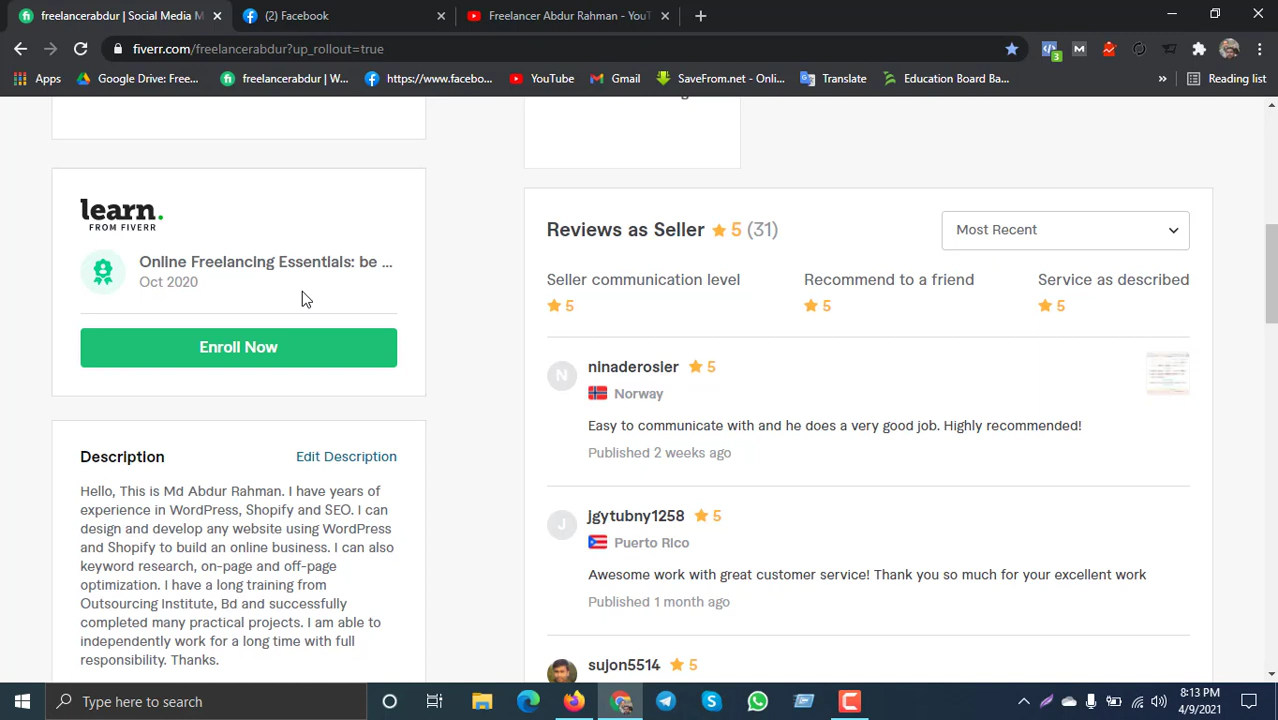 freelancerabdur | Social Media M
(2) Facebook
Freelancer Abdur Rahman - YouT
fiverr.com/freelancerabdur?up_rollout=true
3
M
Apps
Google Drive: Free...
freelancerabdur | W...
https://www.facebo...
YouTube
Gmail
SaveFrom.net - Onl...
Translate
Education Board Ba...
»
Reading list
learn.
FROM FIVERR
Online Freelancing Essentials: be ...
Oct 2020
Enroll Now
Description
Edit Description
Hello, This is Md Abdur Rahman. I have years of
experience in WordPress, Shopify and SEO. I can
design and develop any website using WordPress
and Shopify to build an online business. I can also
keyword research, on-page and off-page
optimization. I have a long training from
Outsourcing Institute, Bd and successfully
completed many practical projects. I am able to
independently work for a long time with full
responsibility. Thanks.
Reviews as Seller 5 (31)
Most Recent
Seller communication level
5
Recommend to a friend
5
Service as described
5
N
ninaderosier 5
Norway
Easy to communicate with and he does a very good job. Highly recommended!
Published 2 weeks ago
J
jgytubny1258 5
Puerto Rico
Awesome work with great customer service! Thank you so much for your excellent work
Published 1 month ago
sujon5514 5
Type here to search
8:13 PM
4/9/2021